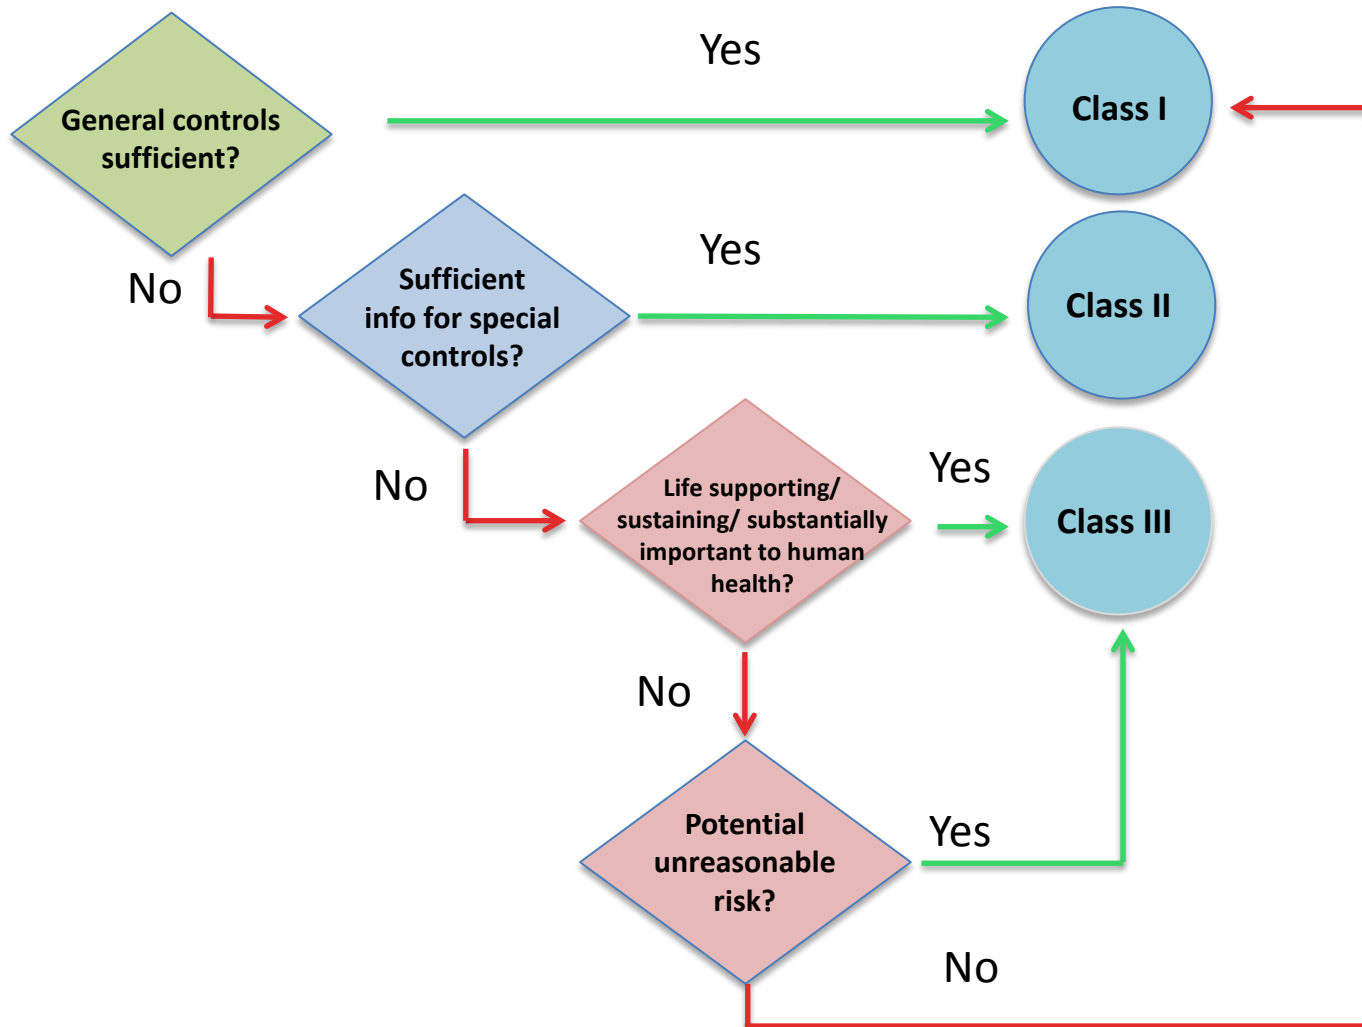 Yes
General controls
sufficient?
Class I
No
Yes
Sufficient
info for special
controls?
Class II
No
Yes
Life supporting/
sustaining/ substantially
important to human
health?
Class III
No
Potential
unreasonable
risk?
Yes
No